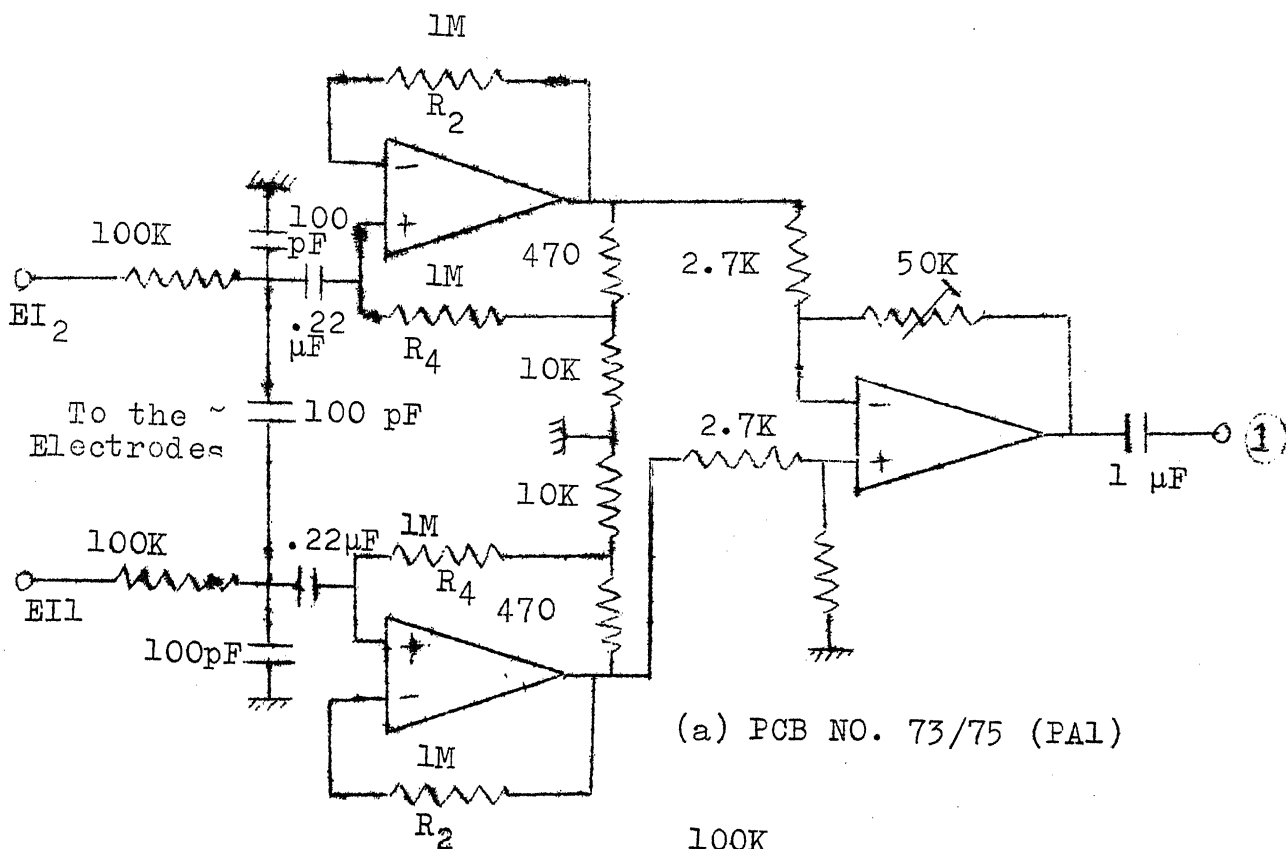 1M
R2
−
+
100K
100
pF
1M
470
2.7K
50K
EI2
.22
μF
R4
10K
To the ~
Electrodes
100 pF
2.7K
−
+
1
1 μF
10K
100K
.22μF
1M
R4
EI1
470
100pF
+
−
(a) PCB NO. 73/75 (PA1)
1M
R2
100K